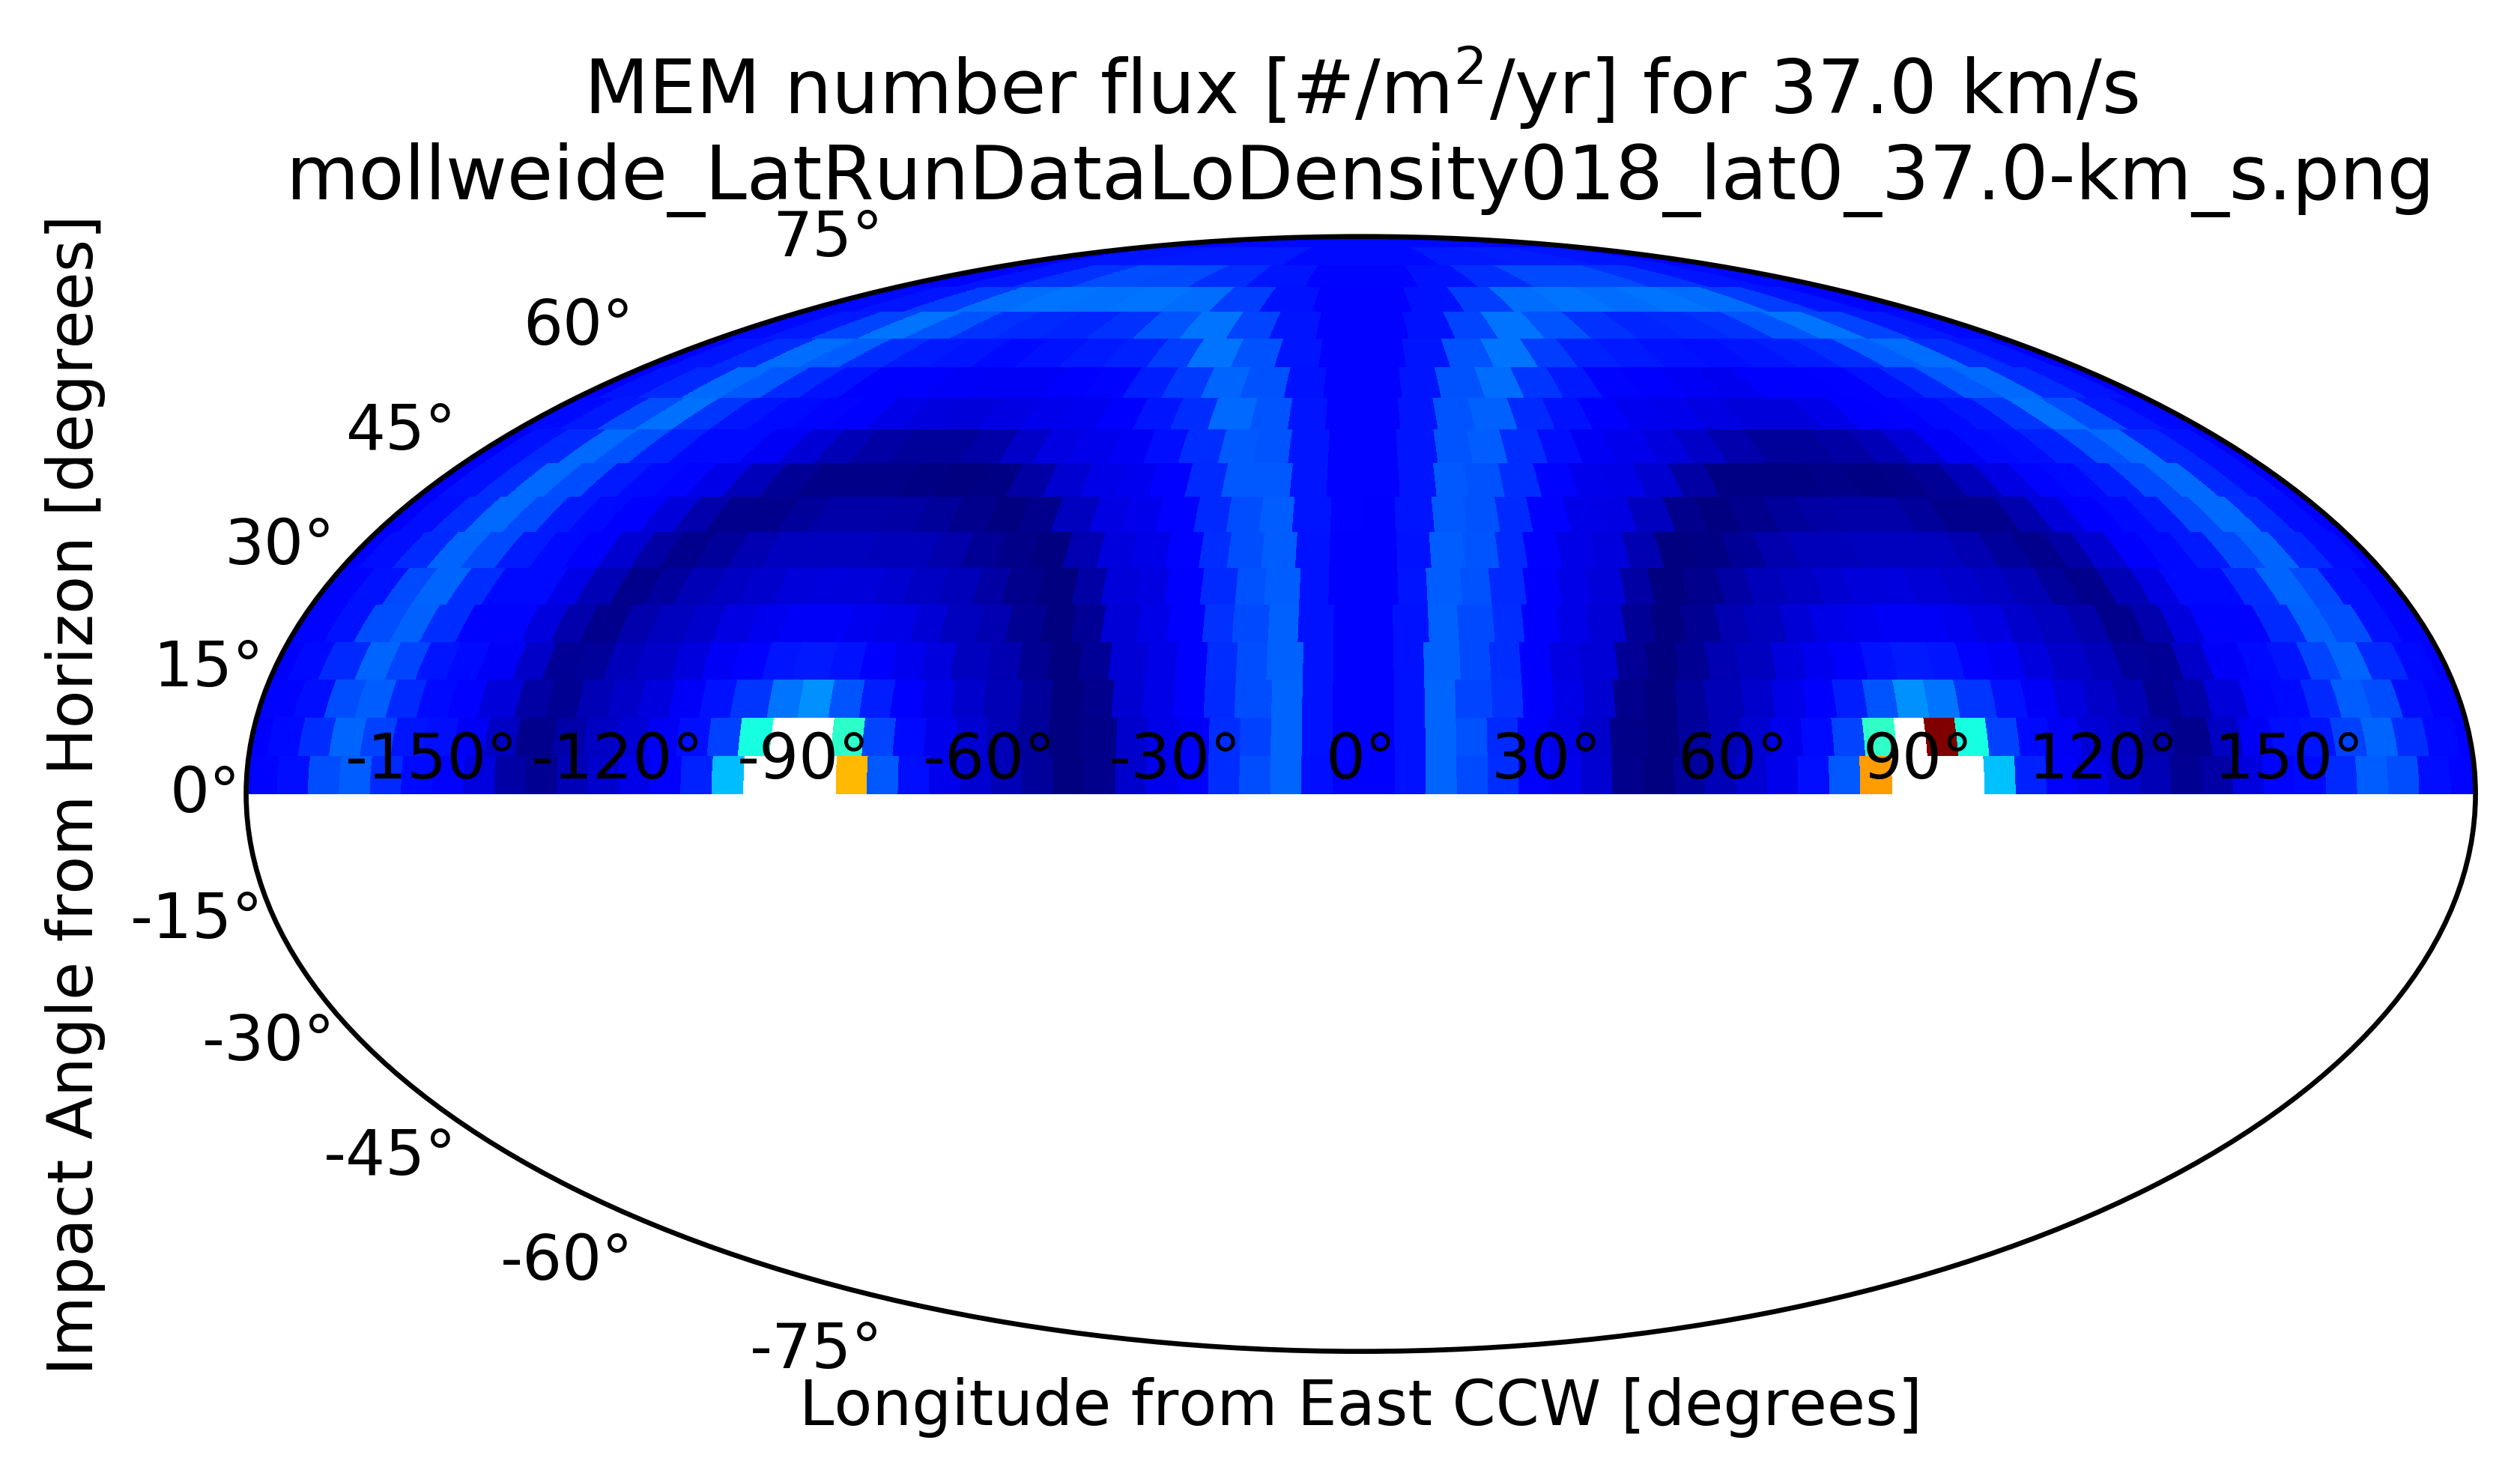 MEM number flux [#/m²/yr] for 37.0 km/s
mollweide_LatRunDataLoDensity018_lat0_37.0-km_s.png
Impact Angle from Horizon [degrees]
75°
60°
45°
30°
15°
0°
-15°
-30°
-45°
-60°
-75°
-150° -120° -90° -60° -30° 0° 30° 60° 90° 120° 150°
Longitude from East CCW [degrees]